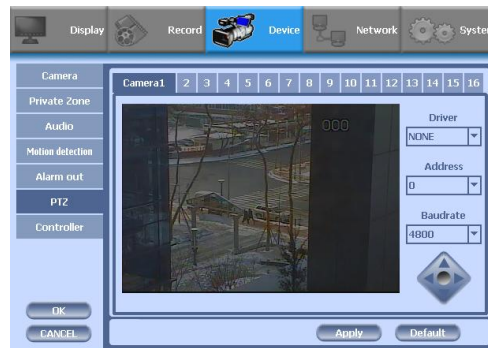 Display Record Device Network
Camera
Private Zone
Audio
Motion detection
Alarm out
PTZ
Controller
OK
CANCEL
Camera1 2 3 4 5 6 7 8 9 10 11 12 13 14 15 16
000
Driver
NONE
Address
0
Baudrate
4800
Apply Default